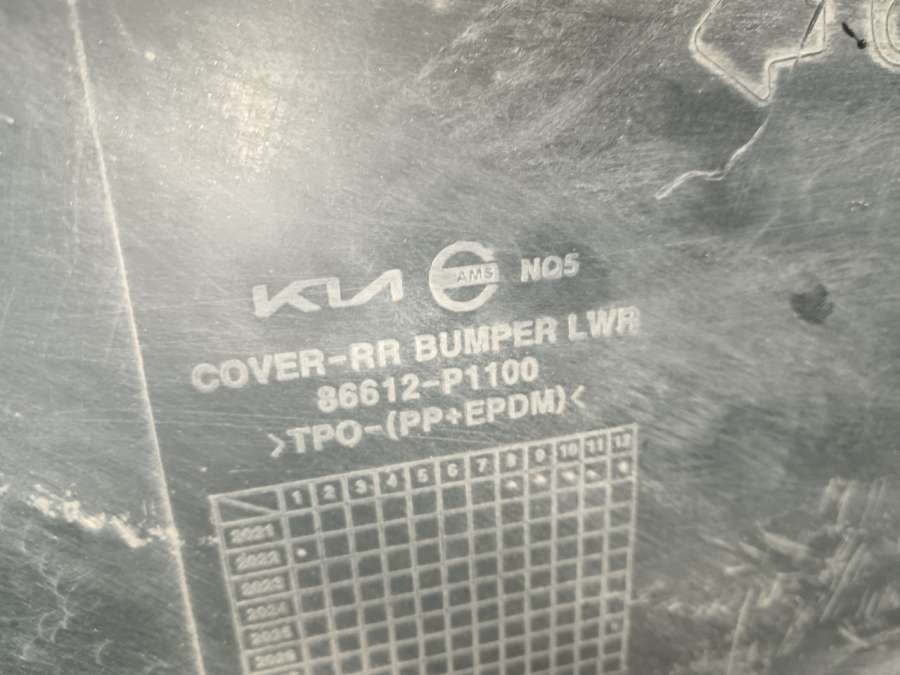 KIA AMS NQ5
COVER-RR BUMPER LWR
86612-P1100
>TPO-(PP+EPDM)<
1 2 3 4 5 6 7 8 9 10 11 12
2021
2022
2023
2024
2025
2026